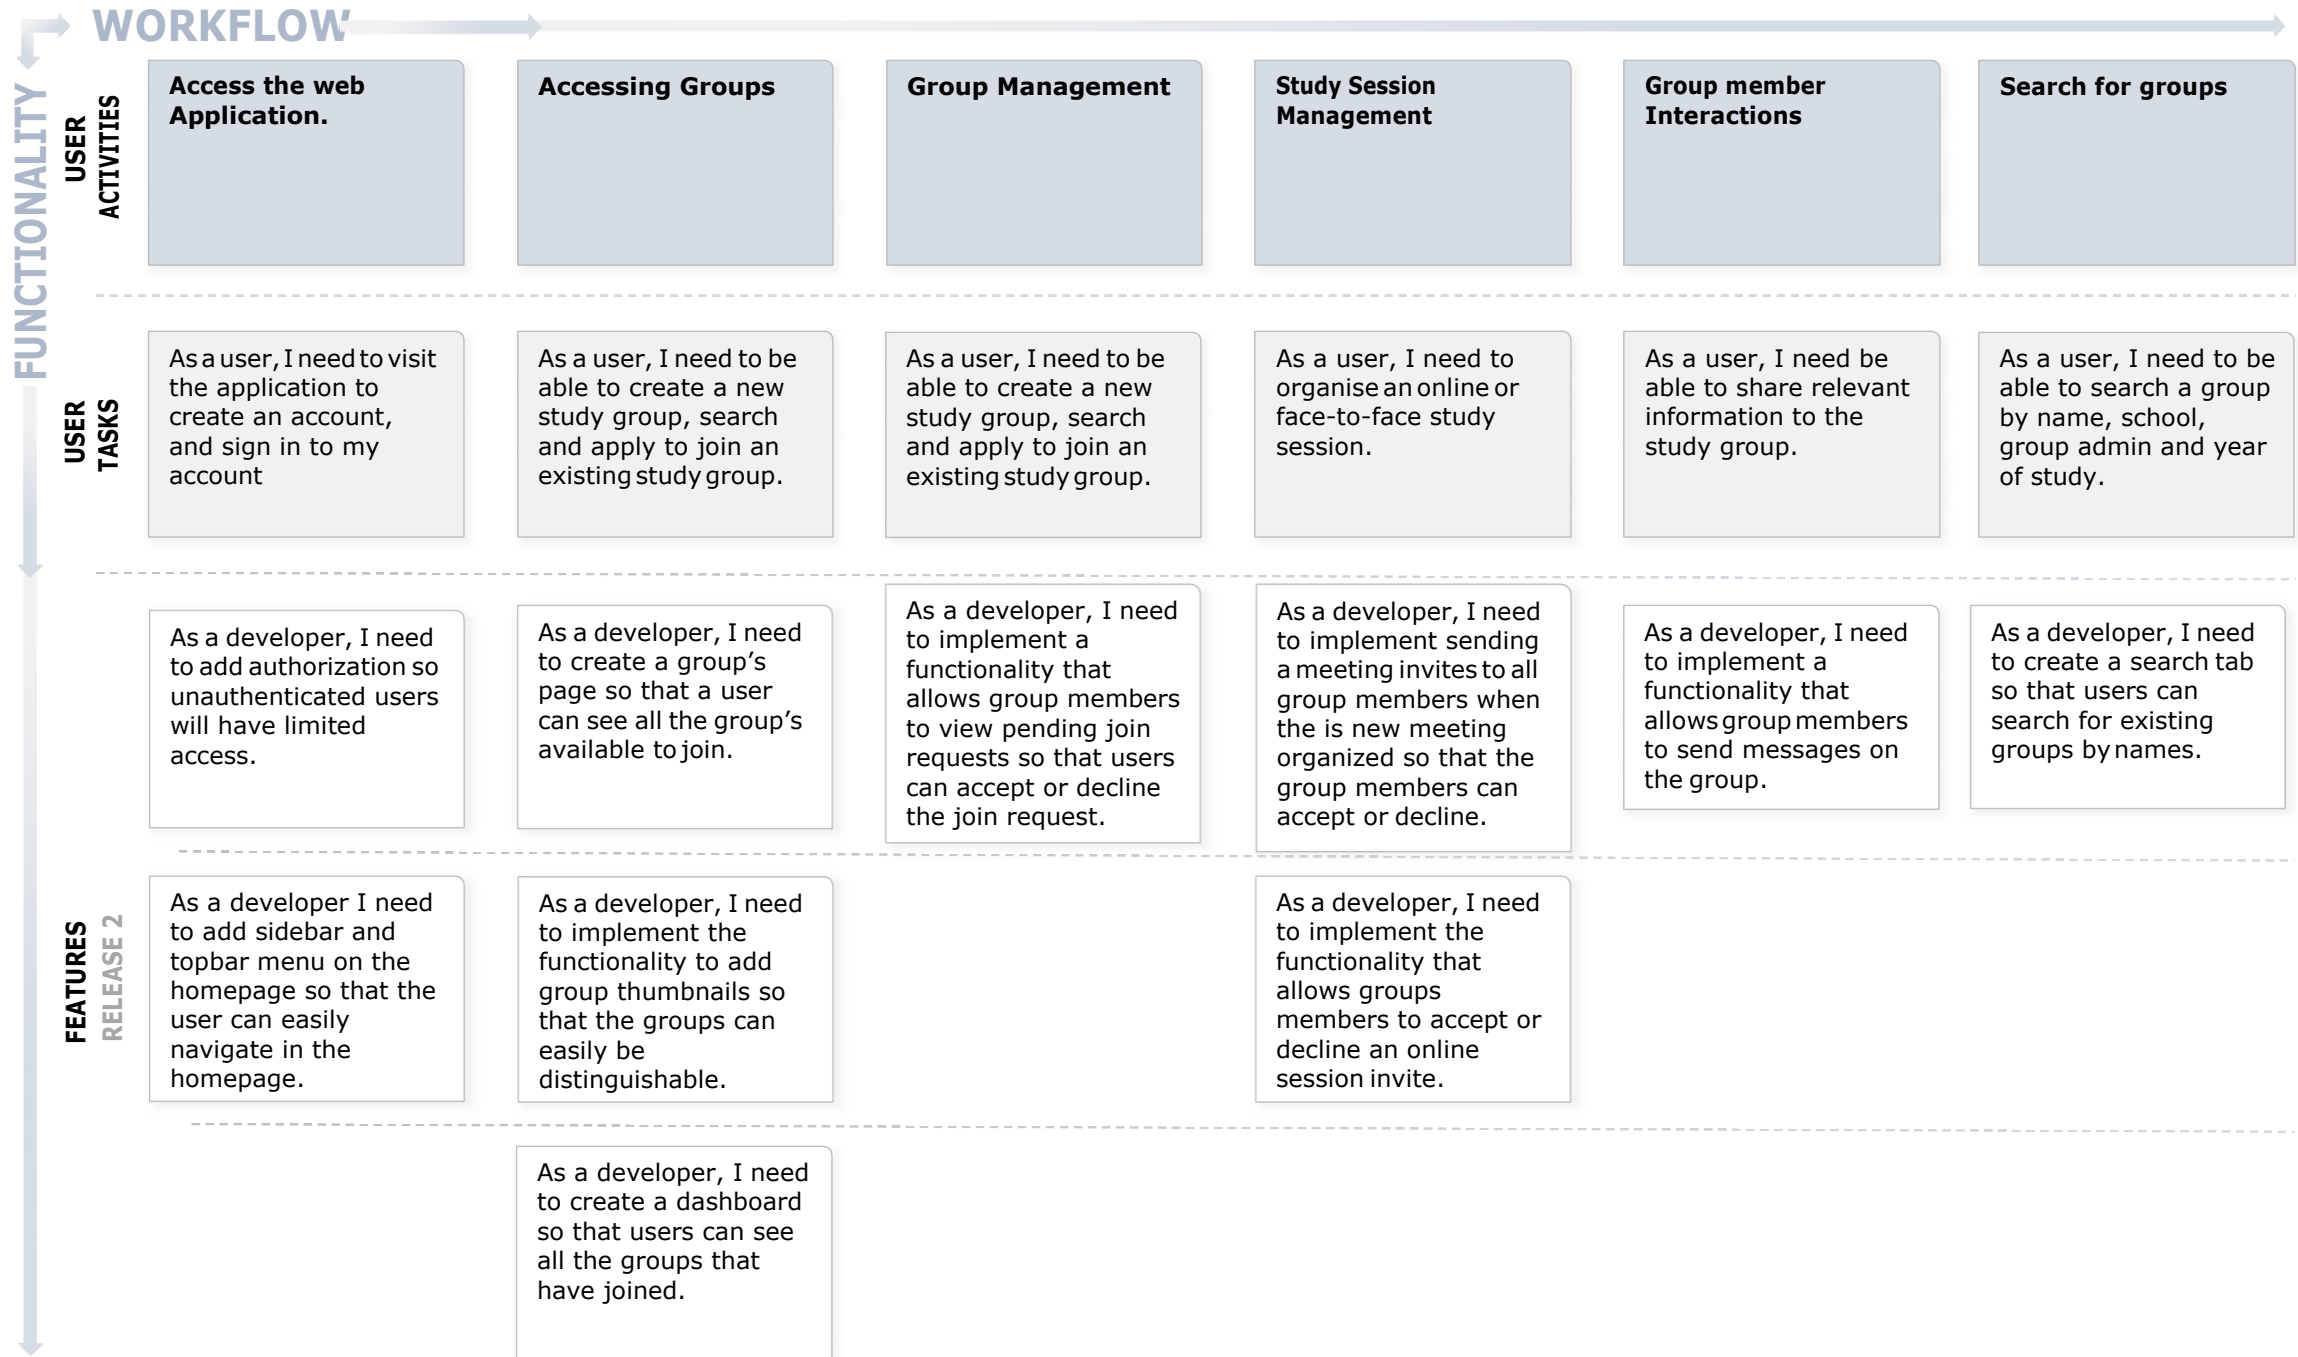 WORKFLOW
FUNCTIONALITY
USER
ACTIVITIES
Access the web
Application.
Accessing Groups
Group Management
Study Session
Management
Group member
Interactions
Search for groups
USER
TASKS
As a user, I need to visit
the application to
create an account,
and sign in to my
account
As a user, I need to be
able to create a new
study group, search
and apply to join an
existing study group.
As a user, I need to be
able to create a new
study group, search
and apply to join an
existing study group.
As a user, I need to
organise an online or
face-to-face study
session.
As a user, I need be
able to share relevant
information to the
study group.
As a user, I need to be
able to search a group
by name, school,
group admin and year
of study.
As a developer, I need
to add authorization so
unauthenticated users
will have limited
access.
As a developer, I need
to create a group’s
page so that a user
can see all the group’s
available to join.
As a developer, I need
to implement a
functionality that
allows group members
to view pending join
requests so that users
can accept or decline
the join request.
As a developer, I need
to implement sending
a meeting invites to all
group members when
the is new meeting
organized so that the
group members can
accept or decline.
As a developer, I need
to implement a
functionality that
allows group members
to send messages on
the group.
As a developer, I need
to create a search tab
so that users can
search for existing
groups by names.
FEATURES
RELEASE 2
As a developer I need
to add sidebar and
topbar menu on the
homepage so that the
user can easily
navigate in the
homepage.
As a developer, I need
to implement the
functionality to add
group thumbnails so
that the groups can
easily be
distinguishable.
As a developer, I need
to implement the
functionality that
allows groups
members to accept or
decline an online
session invite.
As a developer, I need
to create a dashboard
so that users can see
all the groups that
have joined.